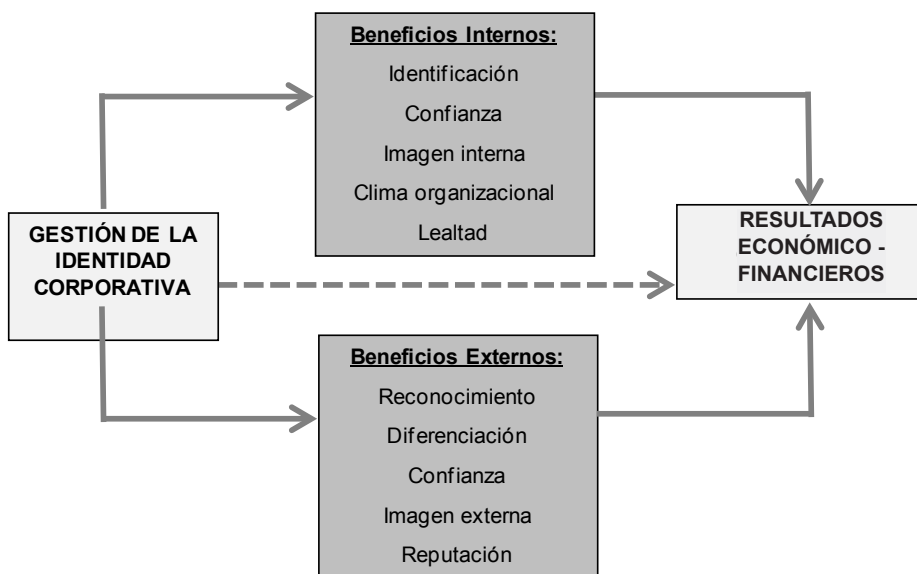 Beneficios Internos:
Identificación
Confianza
Imagen interna
Clima organizacional
Lealtad
GESTIÓN DE LA
IDENTIDAD
CORPORATIVA
RESULTADOS
ECONÓMICO -
FINANCIEROS
Beneficios Externos:
Reconocimiento
Diferenciación
Confianza
Imagen externa
Reputación